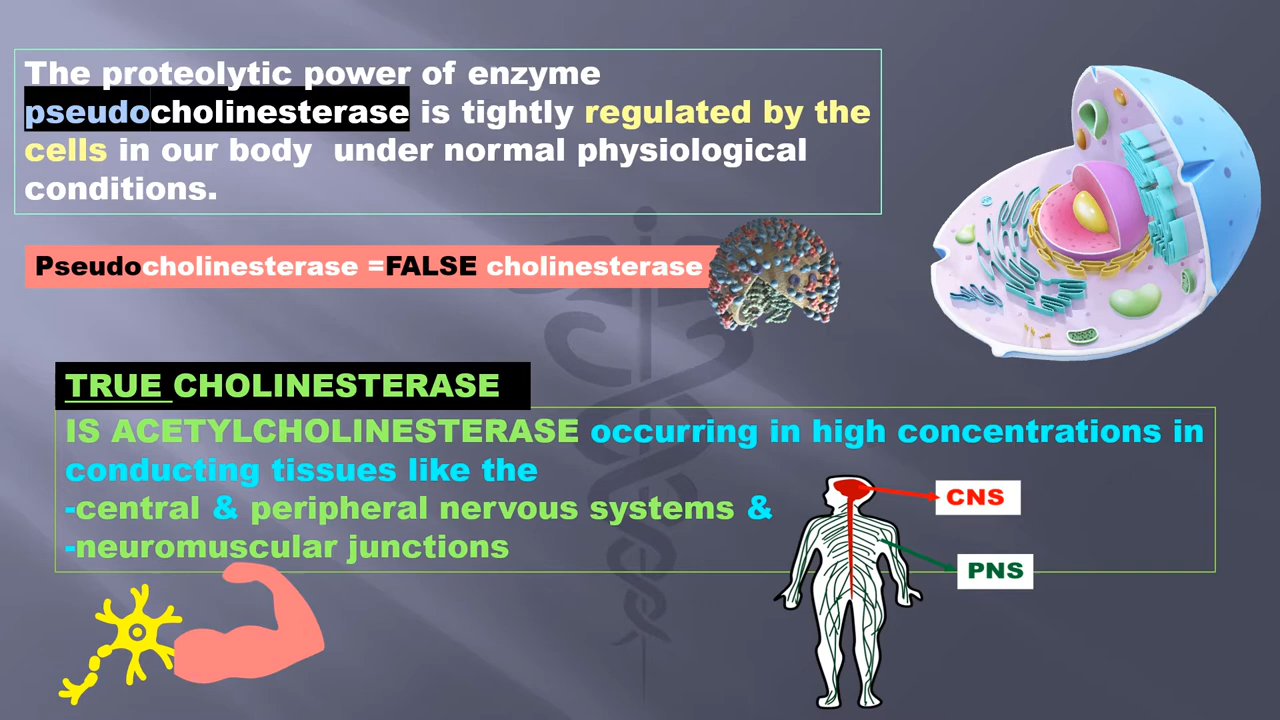 The proteolytic power of enzyme
pseudocholinesterase is tightly regulated by the
cells in our body under normal physiological
conditions.
Pseudocholinesterase =FALSE cholinesterase
TRUE CHOLINESTERASE
IS ACETYLCHOLINESTERASE occurring in high concentrations in
conducting tissues like the
-central & peripheral nervous systems &
-neuromuscular junctions
CNS
PNS